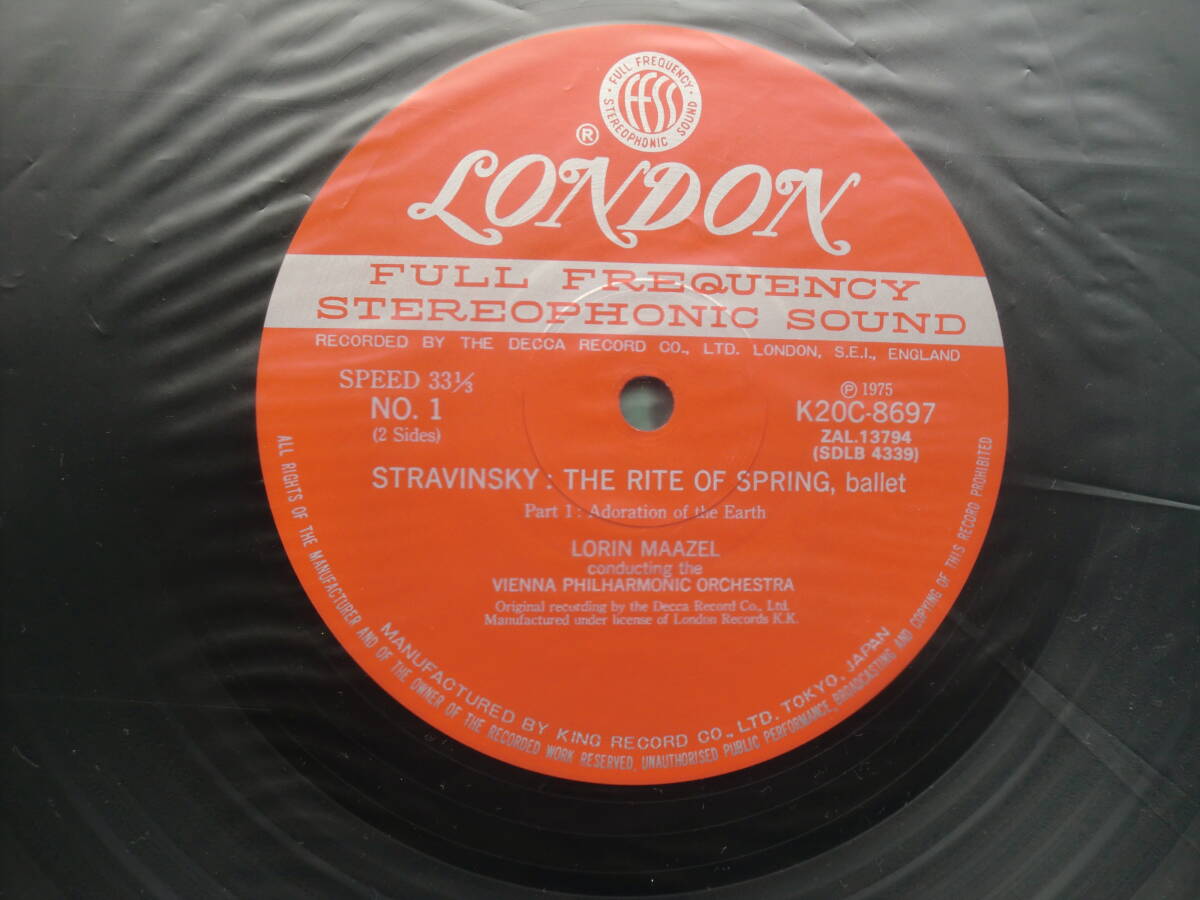 FULL FREQUENCY
STEREOPHONIC SOUND
FFSS
®
LONDON
FULL FREQUENCY
STEREOPHONIC SOUND
RECORDED BY THE DECCA RECORD CO., LTD. LONDON, S.E.I., ENGLAND
SPEED 33⅓
NO. 1
(2 Sides)
℗ 1975
K20C-8697
ZAL.13794
(SDLB 4339)
STRAVINSKY: THE RITE OF SPRING, ballet
Part 1: Adoration of the Earth
LORIN MAAZEL
conducting the
VIENNA PHILHARMONIC ORCHESTRA
Original recording by the Decca Record Co., Ltd.
Manufactured under license of London Records K.K.
MANUFACTURED BY KING RECORD CO., LTD. TOKYO, JAPAN
ALL RIGHTS OF THE MANUFACTURER AND OF THE OWNER OF THE RECORDED WORK RESERVED, UNAUTHORISED PUBLIC PERFORMANCE, BROADCASTING AND COPYING OF THIS RECORD PROHIBITED